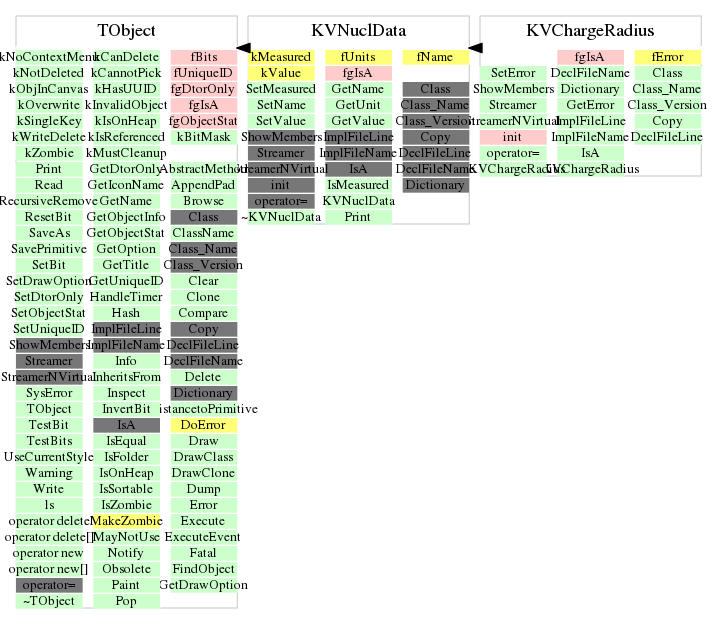 TObject KVNuclData KVChargeRadius
kNoContextMenu kCanDelete fBits kMeasured fUnits fName fgIsA fError
kNotDeleted kCannotPick fUniqueID kValue fgIsA SetError DeclFileName Class
kObjInCanvas kHasUUID fgDtorOnly SetMeasured GetName Class ShowMembers Dictionary Class_Name
kOverwrite kInvalidObject fgIsA SetName GetUnit Class_Name Streamer GetError Class_Version
kSingleKey kIsOnHeap fgObjectStat SetValue GetValue Class_Version StreamerNVirtual ImplFileLine Copy
kWriteDelete kIsReferenced kBitMask ShowMembers ImplFileLine Copy init ImplFileName DeclFileLine
kZombie kMustCleanup Streamer ImplFileName DeclFileLine operator= IsA
Print GetDtorOnly AbstractMethod StreamerNVirtual IsA DeclFileName KVChargeRadius KVChargeRadius
Read GetIconName AppendPad init IsMeasured Dictionary
RecursiveRemove GetName Browse operator= KVNuclData
ResetBit GetObjectInfo Class ~KVNuclData Print
SaveAs GetObjectStat ClassName
SavePrimitive GetOption Class_Name
SetBit GetTitle Class_Version
SetDrawOption GetUniqueID Clear
SetDtorOnly HandleTimer Clone
SetObjectStat Hash Compare
SetUniqueID ImplFileLine Copy
ShowMembers ImplFileName DeclFileLine
Streamer Info DeclFileName
StreamerNVirtual InheritsFrom Delete
SysError Inspect Dictionary
TObject InvertBit istancetoPrimitive
TestBit IsA DoError
TestBits IsEqual Draw
UseCurrentStyle IsFolder DrawClass
Warning IsOnHeap DrawClone
Write IsSortable Dump
ls IsZombie Error
operator delete MakeZombie Execute
operator delete[] MayNotUse ExecuteEvent
operator new Notify Fatal
operator new[] Obsolete FindObject
operator= Paint GetDrawOption
~TObject Pop